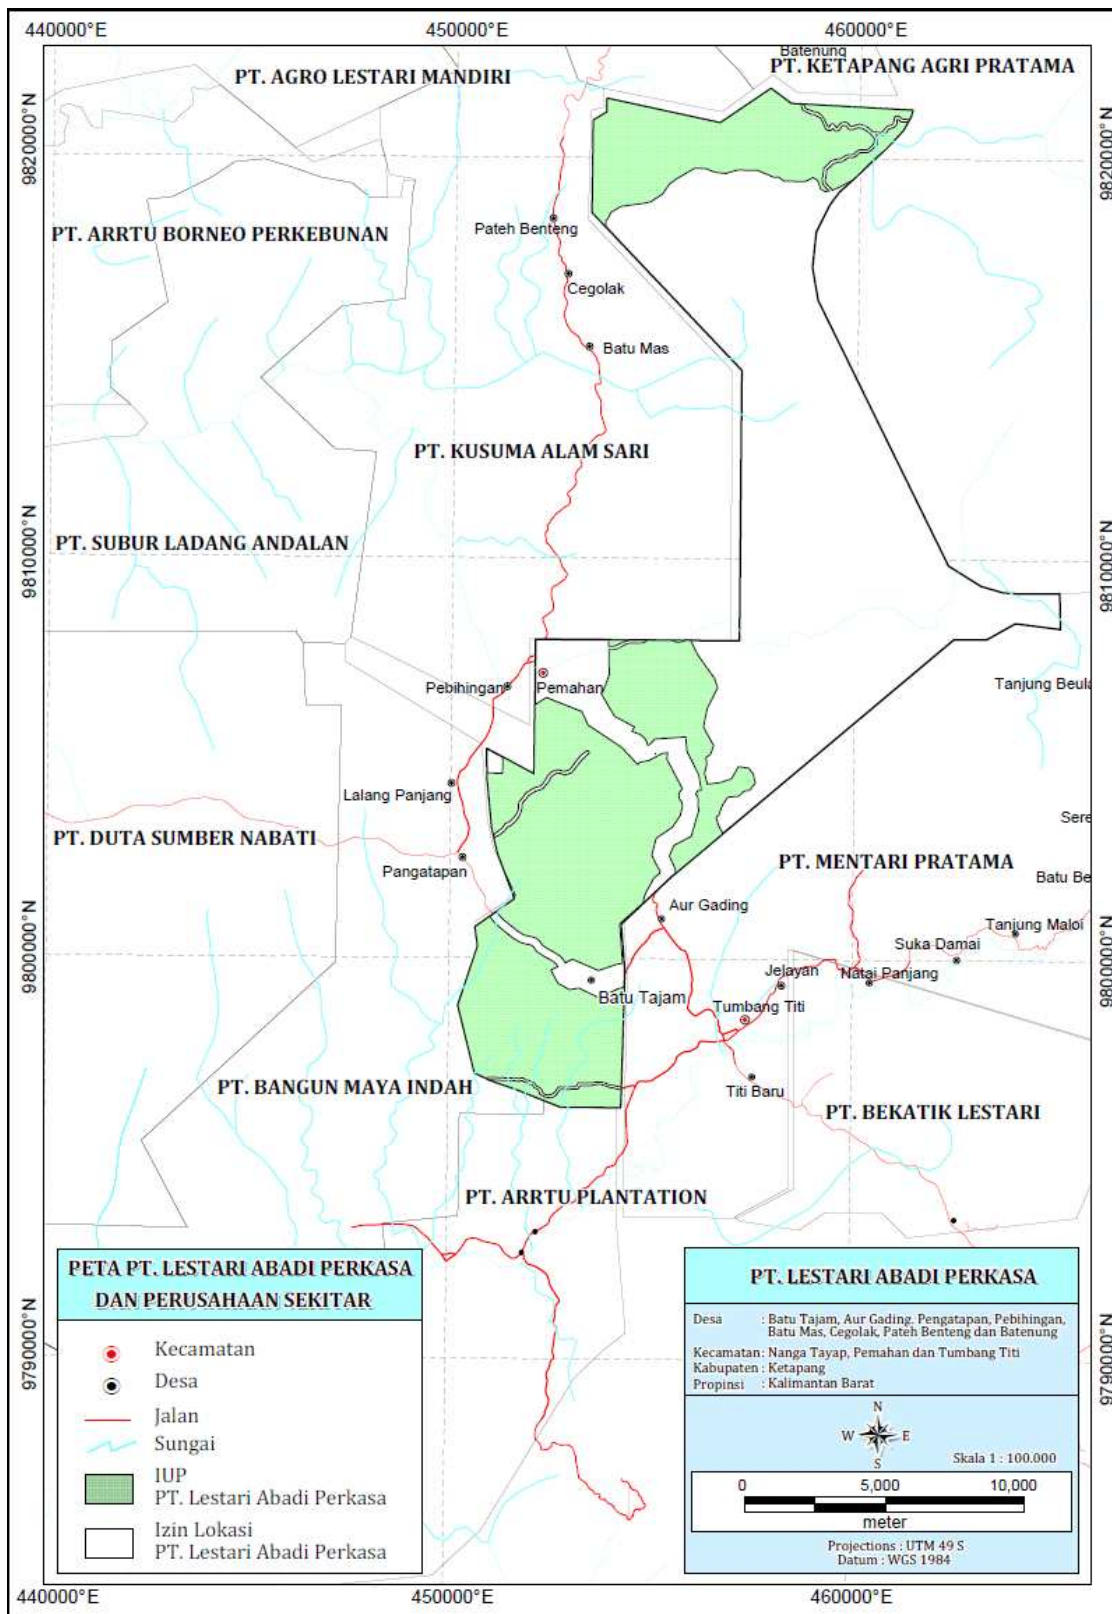 440000°E
450000°E
460000°E
Batenung
PT. AGRO LESTARI MANDIRI
PT. KETAPANG AGRI PRATAMA
9820000°N
9820000°N
PT. ARRTU BORNEO PERKEBUNAN
Pateh Benteng
Cegolak
Batu Mas
PT. KUSUMA ALAM SARI
PT. SUBUR LADANG ANDALAN
9810000°N
9810000°N
Pebihingan
Pemahan
Tanjung Beula
Lalang Panjang
PT. DUTA SUMBER NABATI
Sere
Pangatapan
PT. MENTARI PRATAMA
Batu Be
Aur Gading
Tanjung Maloi
Suka Damai
9800000°N
9800000°N
Jelayan
Natai Panjang
Batu Tajam
Tumbang Titi
Titi Baru
PT. BANGUN MAYA INDAH
PT. BEKATIK LESTARI
PT. ARRTU PLANTATION
9790000°N
9790000°N
PETA PT. LESTARI ABADI PERKASA
DAN PERUSAHAAN SEKITAR
Kecamatan
Desa
Jalan
Sungai
IUP
PT. Lestari Abadi Perkasa
Izin Lokasi
PT. Lestari Abadi Perkasa
PT. LESTARI ABADI PERKASA
Desa : Batu Tajam, Aur Gading, Pengatapan, Pebihingan,
Batu Mas, Cegolak, Pateh Benteng dan Batenung
Kecamatan: Nanga Tayap, Pemahan dan Tumbang Titi
Kabupaten : Ketapang
Propinsi : Kalimantan Barat
N
W E
S
Skala 1 : 100.000
0 5,000 10,000
meter
Projections : UTM 49 S
Datum : WGS 1984
440000°E
450000°E
460000°E